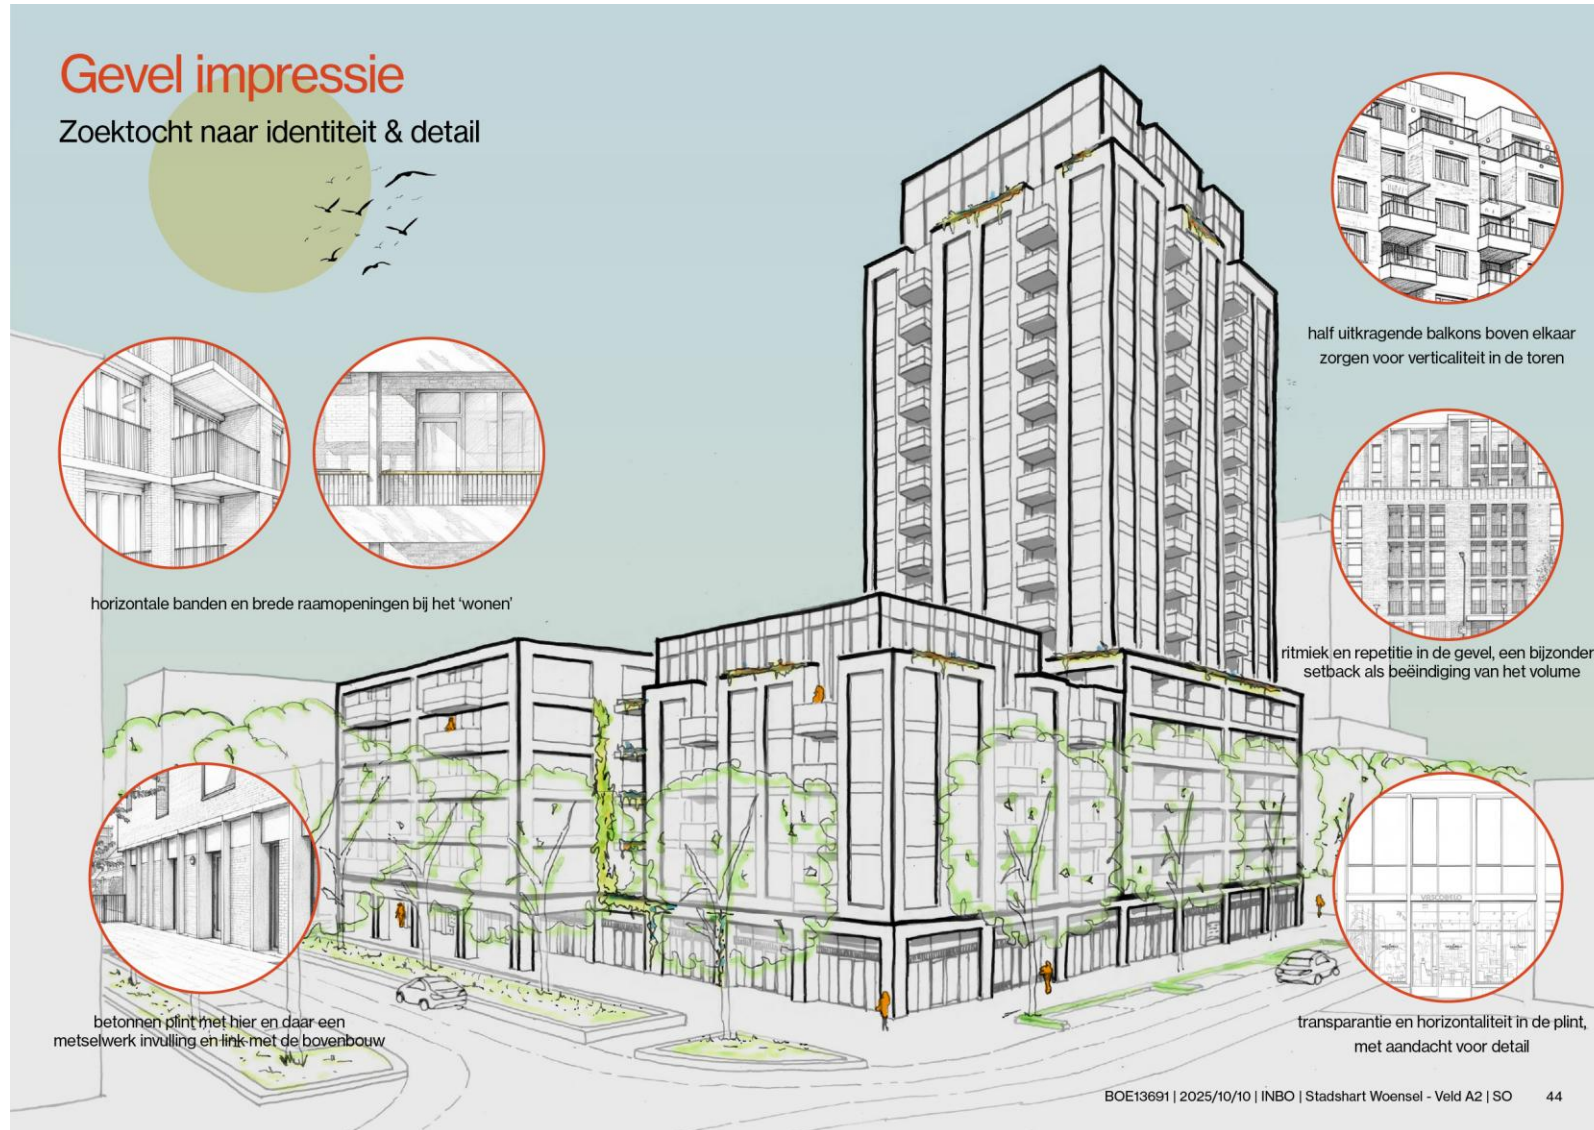 Gevel impressie
Zoektocht naar identiteit & detail
half uitkragende balkons boven elkaar
zorgen voor verticaliteit in de toren
horizontale banden en brede raamopeningen bij het ‘wonen’
ritmiek en repetitie in de gevel, een bijzonder
setback als beëindiging van het volume
betonnen plint met hier en daar een
metselwerk invulling en link met de bovenbouw
VASCOBELO
transparantie en horizontaliteit in de plint,
met aandacht voor detail
BOE13691 | 2025/10/10 | INBO | Stadshart Woensel - Veld A2 | SO 44